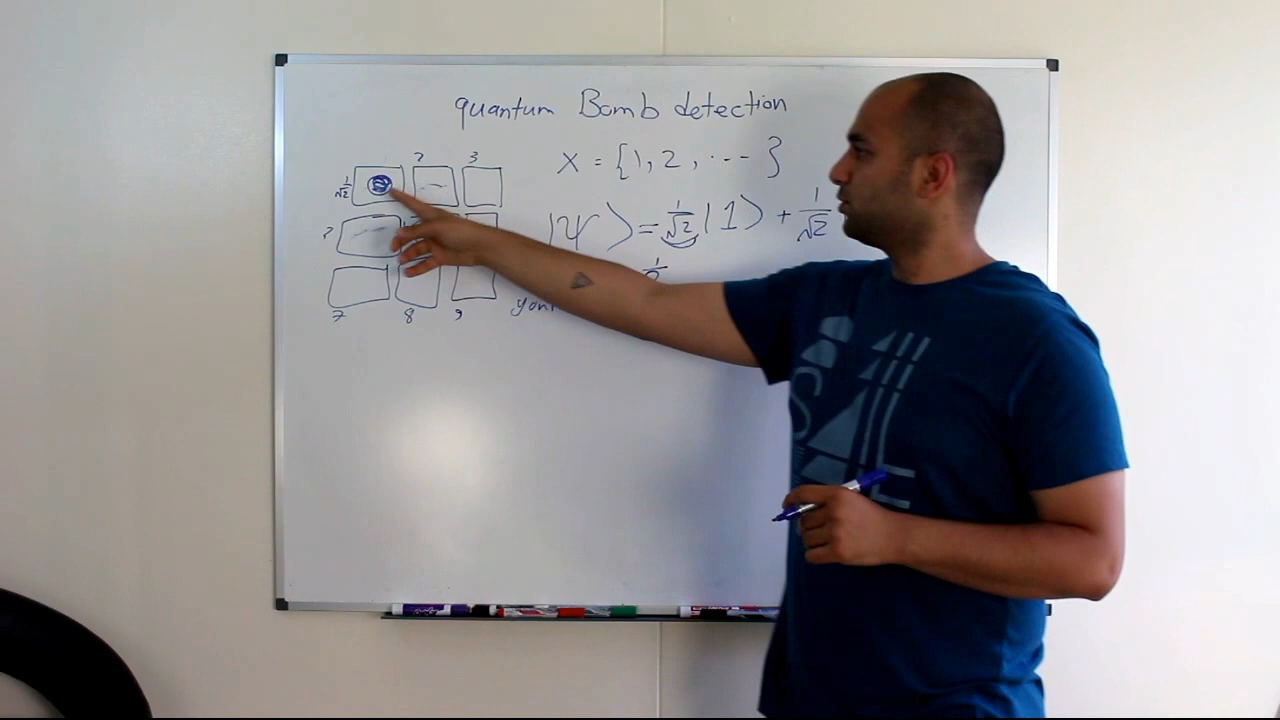 quantum Bomb detection
2 3
X = {1, 2, ··· }
1/√2
|ψ⟩ = 1/√2 |1⟩ + 1/√2
7 8 9